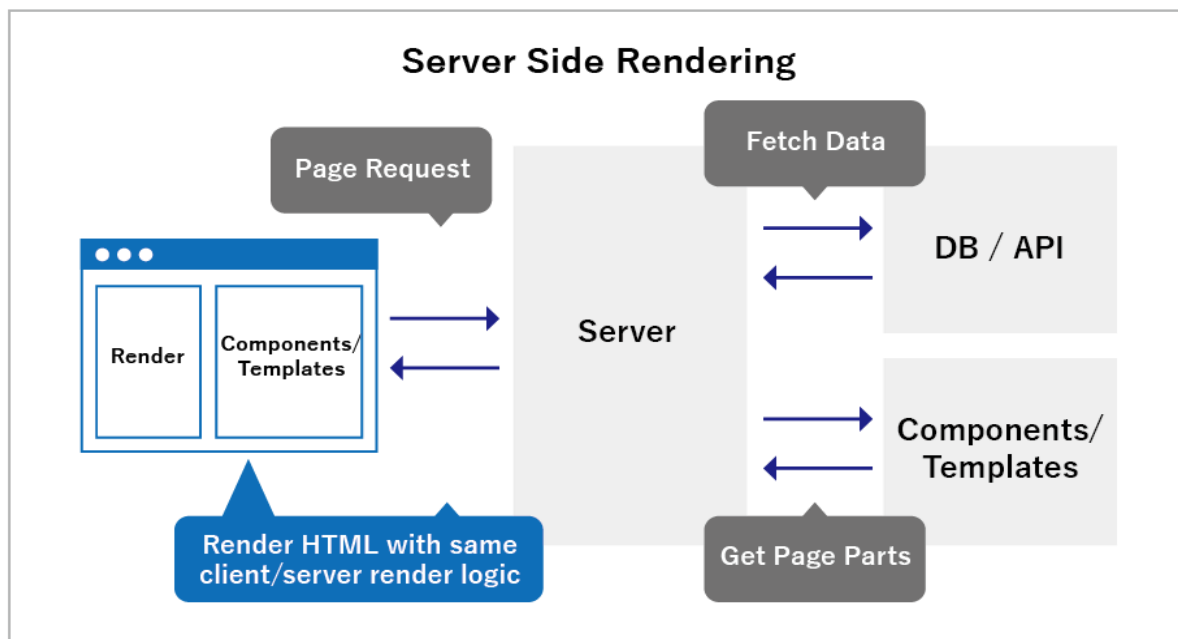 Server Side Rendering
Page Request
Fetch Data
Render
Components/
Templates
Server
DB / API
Components/
Templates
Render HTML with same
client/server render logic
Get Page Parts